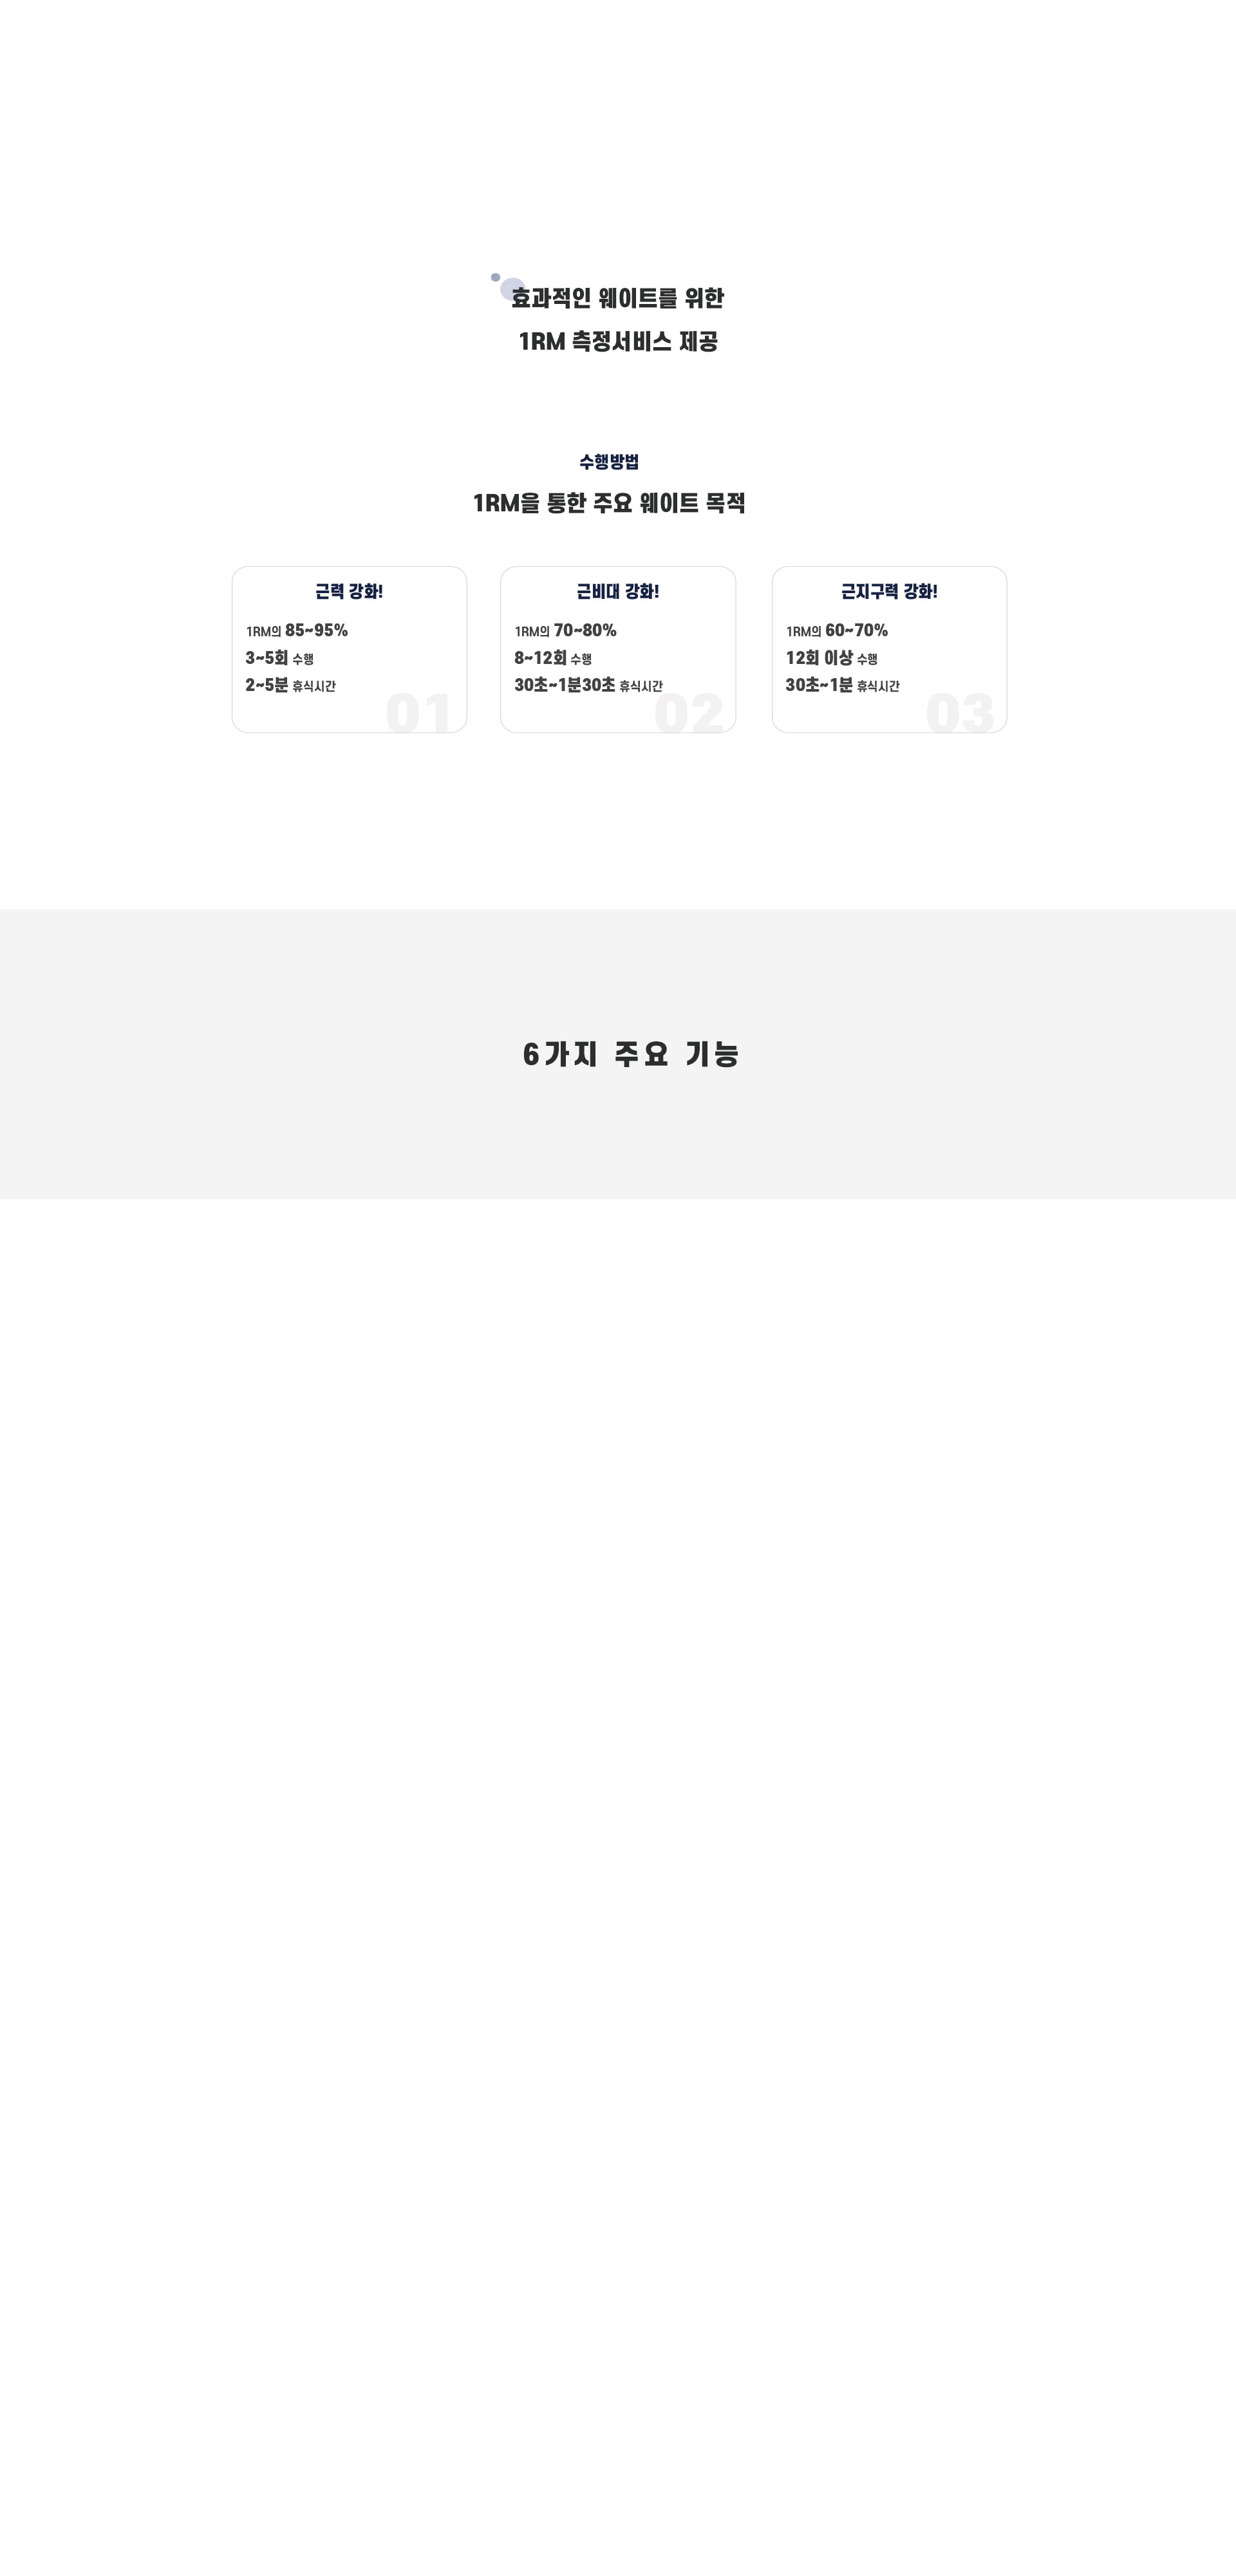 효과적인 웨이트를 위한
1RM 측정서비스 제공
수행방법
1RM을 통한 주요 웨이트 목적
근력 강화!
1RM의 85~95%
3~5회 수행
2~5분 휴식시간
01
근비대 강화!
1RM의 70~80%
8~12회 수행
30초~1분30초 휴식시간
02
근지구력 강화!
1RM의 60~70%
12회 이상 수행
30초~1분 휴식시간
03
6가지 주요 기능